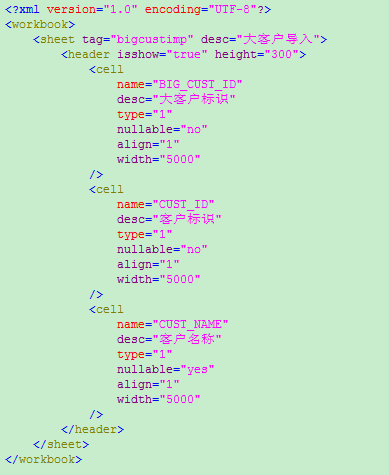 <?xml version="1.0" encoding="UTF-8"?>
<workbook>
    <sheet tag="bigcustimp" desc="大客户导入">
        <header isshow="true" height="300">
            <cell
                name="BIG_CUST_ID"
                desc="大客户标识"
                type="1"
                nullable="no"
                align="1"
                width="5000"
            />
            <cell
                name="CUST_ID"
                desc="客户标识"
                type="1"
                nullable="no"
                align="1"
                width="5000"
            />
            <cell
                name="CUST_NAME"
                desc="客户名称"
                type="1"
                nullable="yes"
                align="1"
                width="5000"
            />
        </header>
    </sheet>
</workbook>